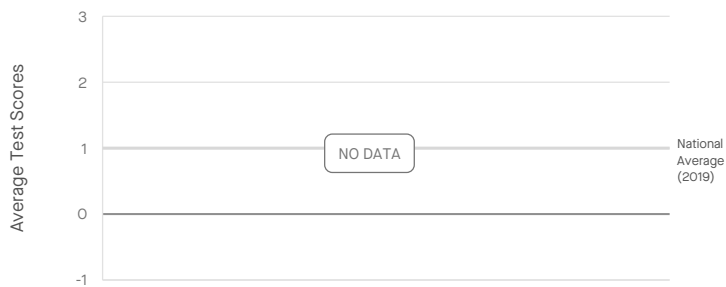 3
2
Average Test Scores
1
NO DATA
National
Average
(2019)
0
-1